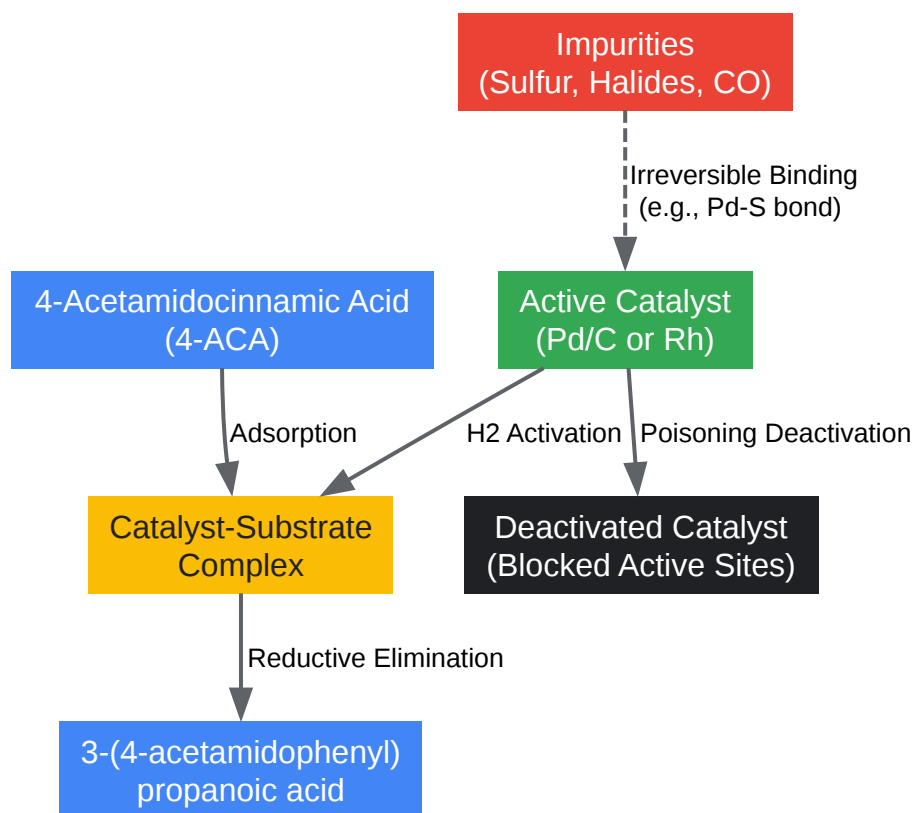 Impurities
(Sulfur, Halides, CO)
Irreversible Binding
(e.g., Pd-S bond)
4-Acetamidocinnamic Acid
(4-ACA)
Active Catalyst
(Pd/C or Rh)
Adsorption
H2 Activation
Poisoning Deactivation
Catalyst-Substrate
Complex
Deactivated Catalyst
(Blocked Active Sites)
Reductive Elimination
3-(4-acetamidophenyl)
propanoic acid